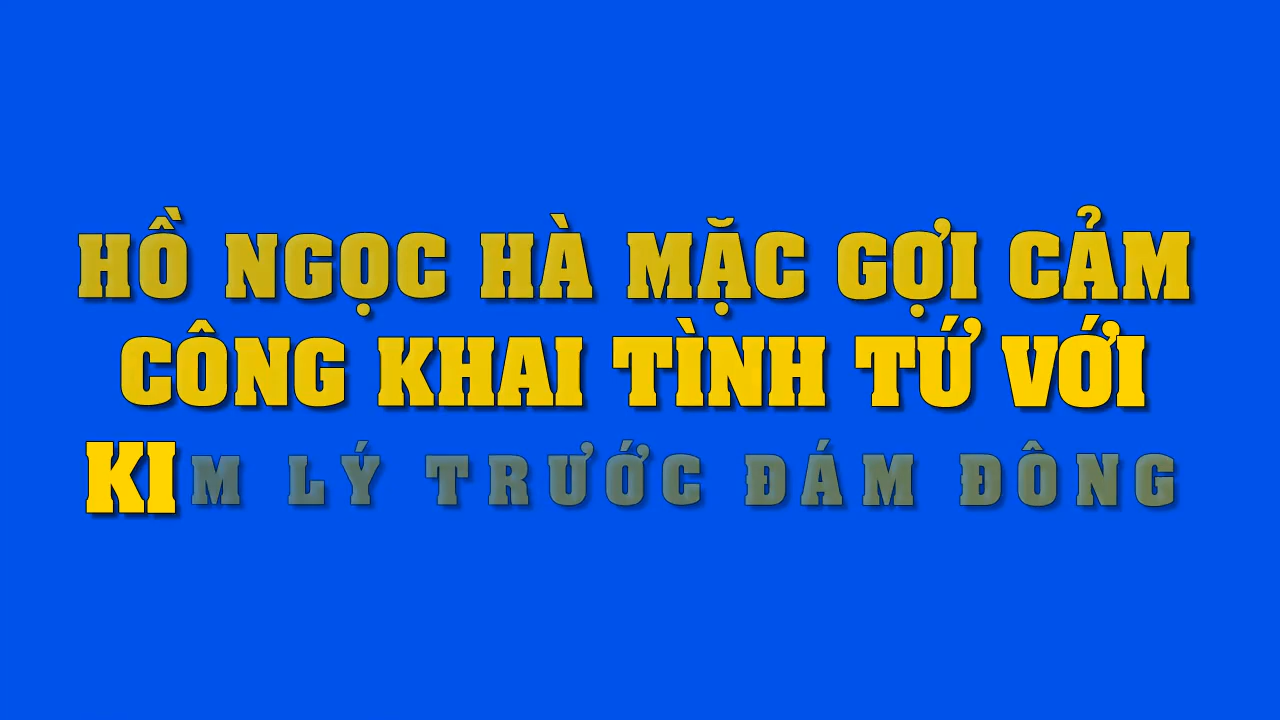 HỒ NGỌC HÀ MẶC GỢI CẢM
CÔNG KHAI TÌNH TỨ VỚI
KIM LÝ TRƯỚC ĐÁM ĐÔNG